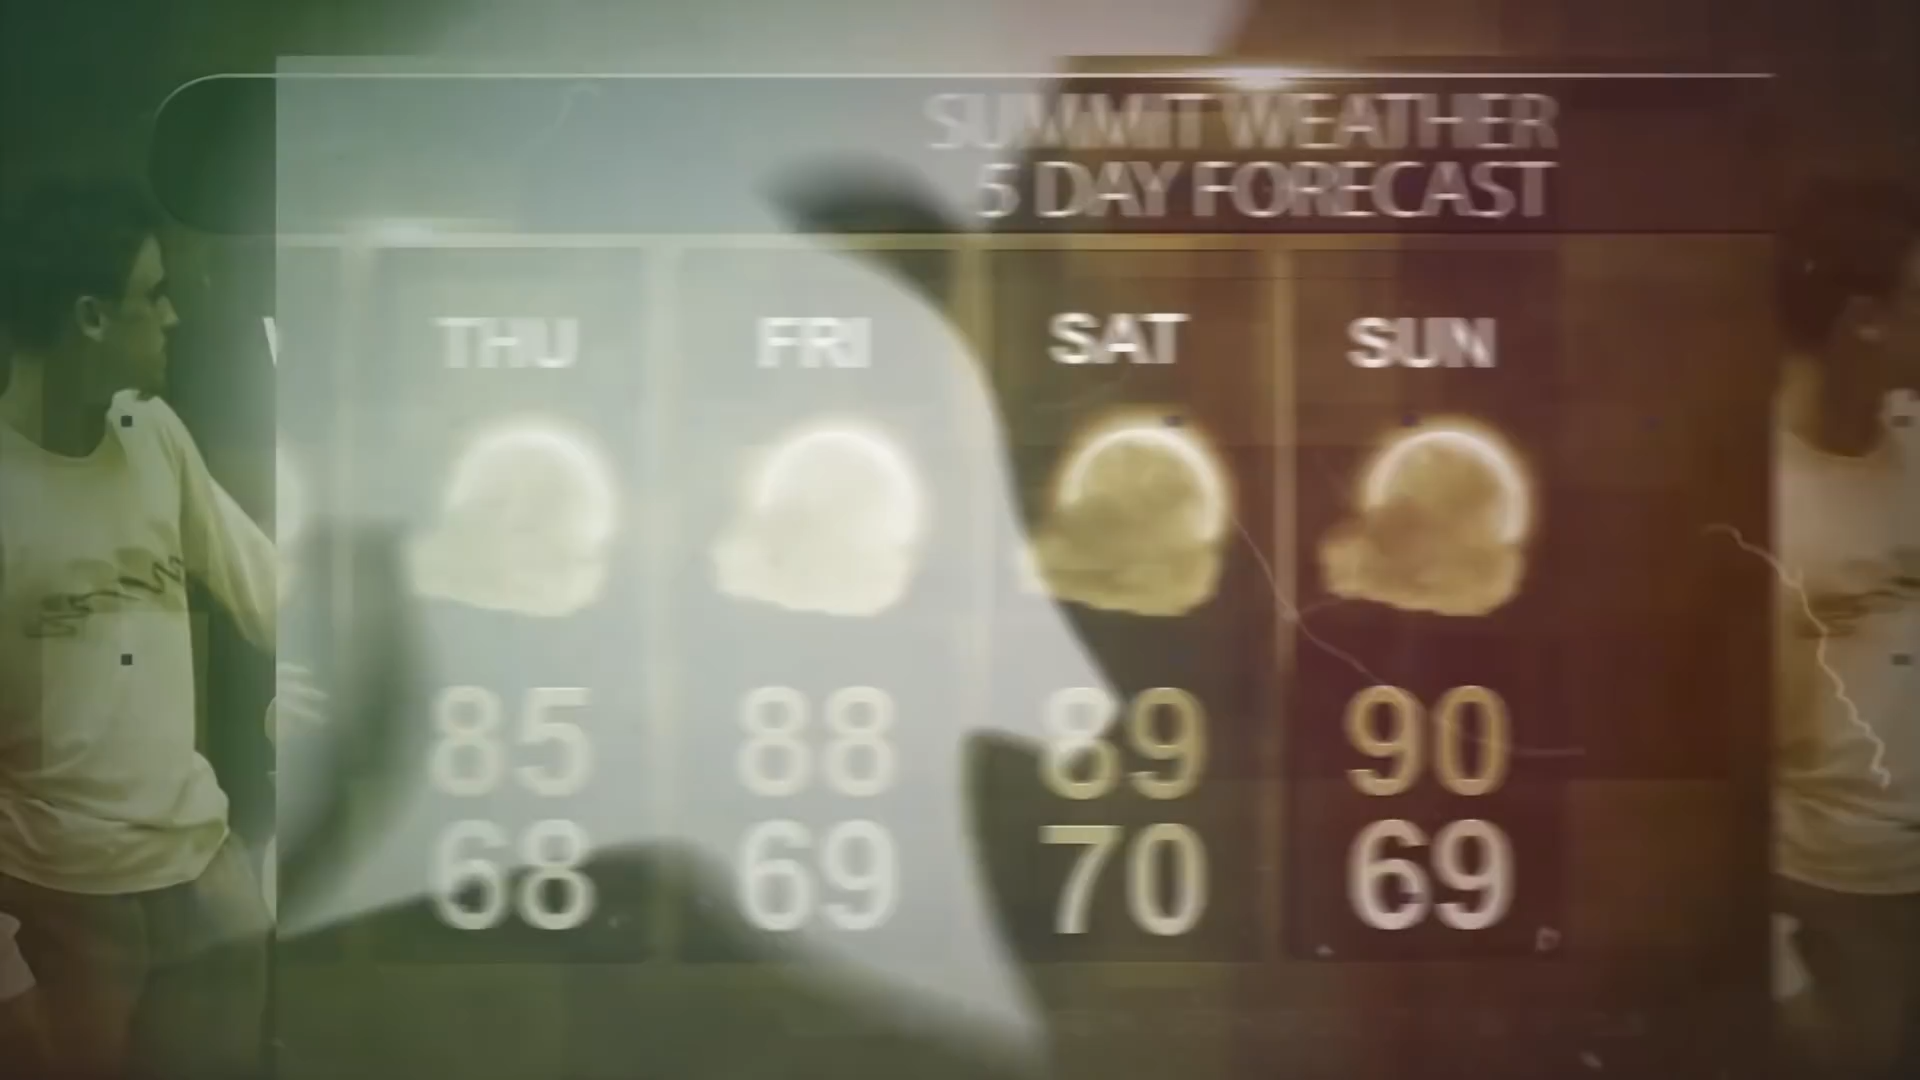 SUMMIT WEATHER
5 DAY FORECAST
THU FRI SAT SUN
85 88 89 90
68 69 70 69